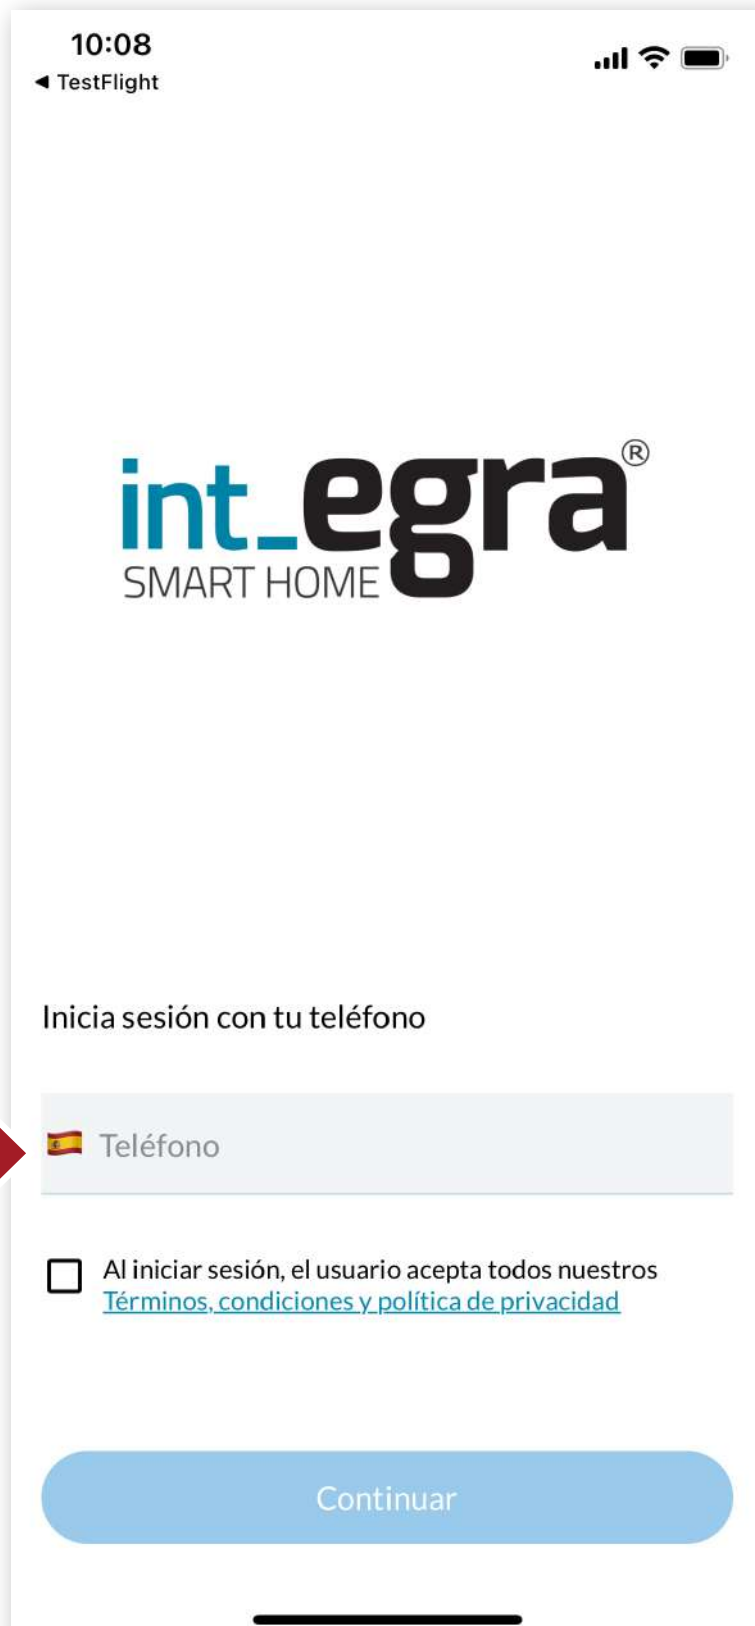 10:08
◀ TestFlight
int_egra®
SMART HOME
Inicia sesión con tu teléfono
Teléfono
Al iniciar sesión, el usuario acepta todos nuestros
Términos, condiciones y política de privacidad
Continuar